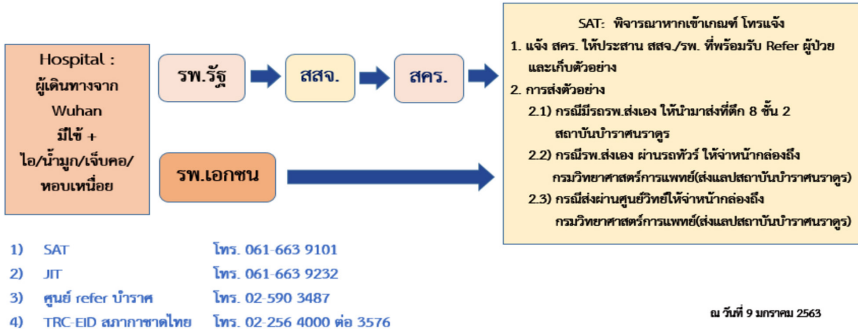 Hospital :
ผู้เดินทางจาก
Wuhan
มีไข้ +
ไอ/น้ำมูก/เจ็บคอ/
หอบเหนื่อย
รพ.รัฐ
สสจ.
สคร.
รพ.เอกชน
SAT: พิจารณาหากเข้าเกณฑ์ โทรแจ้ง
1. แจ้ง สคร. ให้ประสาน สสจ./รพ. ที่พร้อมรับ Refer ผู้ป่วย
และเก็บตัวอย่าง
2. การส่งตัวอย่าง
2.1) กรณีมีรถรพ.ส่งเอง ให้นำมาส่งที่ตึก 8 ชั้น 2
สถาบันบำราศนราดูร
2.2) กรณีรพ.ส่งเอง ผ่านรถทัวร์ ให้จ่าหน้ากล่องถึง
กรมวิทยาศาสตร์การแพทย์(ส่งแลปสถาบันบำราศนราดูร)
2.3) กรณีส่งผ่านศูนย์วิทย์ให้จ่าหน้ากล่องถึง
กรมวิทยาศาสตร์การแพทย์(ส่งแลปสถาบันบำราศนราดูร)
1) SAT โทร. 061-663 9101
2) JIT โทร. 061-663 9232
3) ศูนย์ refer บำราศ โทร. 02-590 3487
4) TRC-EID สภากาชาดไทย โทร. 02-256 4000 ต่อ 3576
ณ วันที่ 9 มกราคม 2563